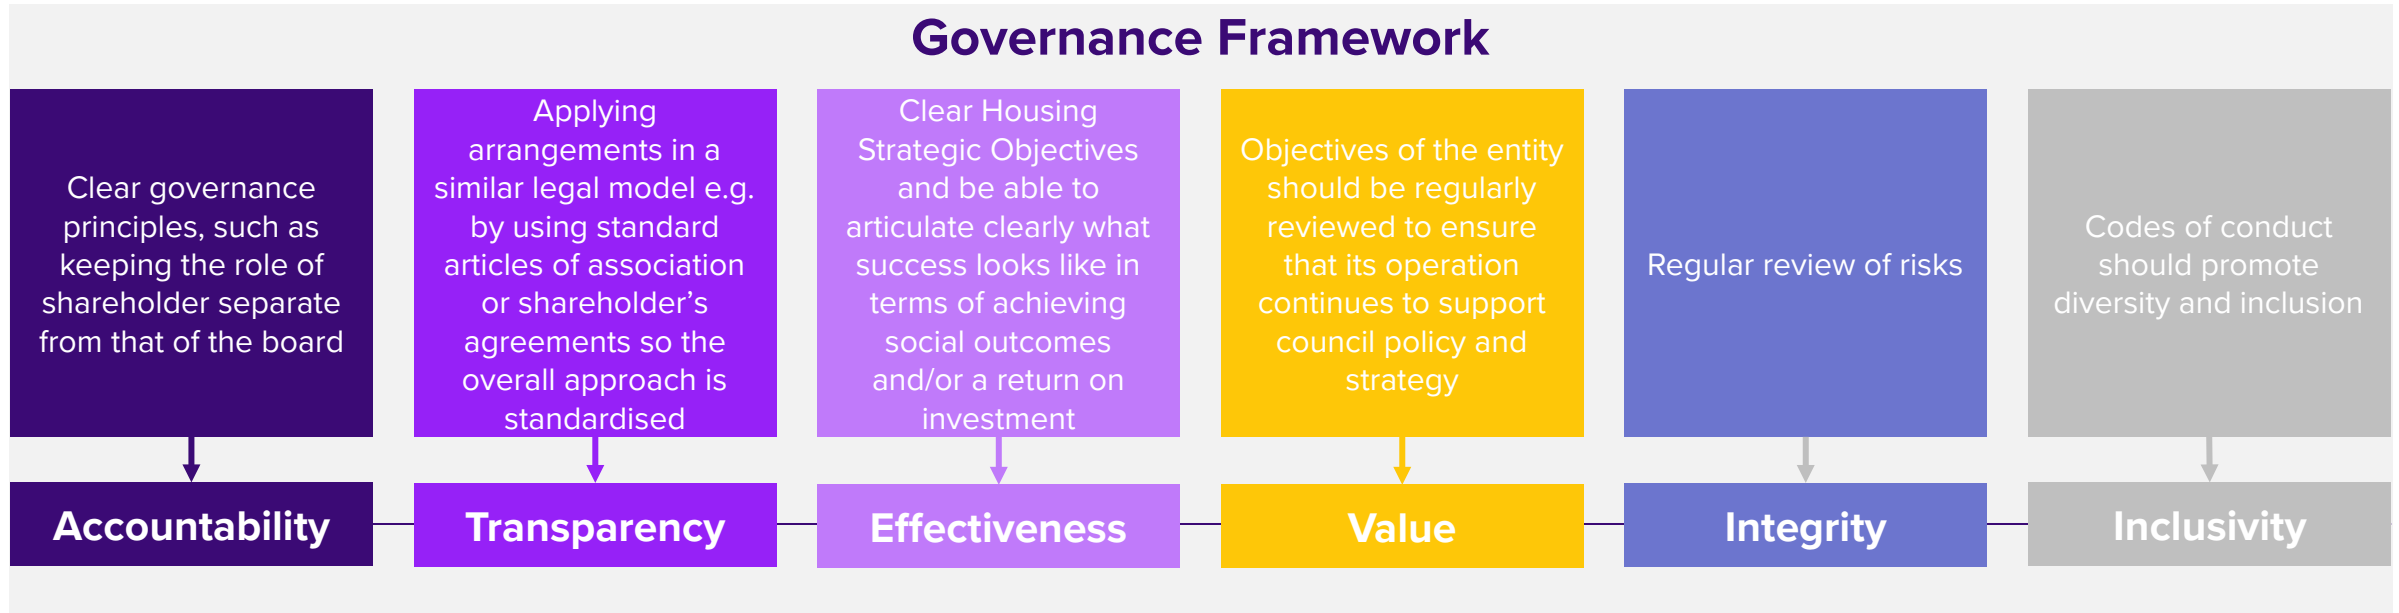 Governance Framework
Clear governance
principles, such as
keeping the role of
shareholder separate
from that of the board
Accountability
Applying
arrangements in a
similar legal model e.g.
by using standard
articles of association
or shareholder’s
agreements so the
overall approach is
standardised
Transparency
Clear Housing
Strategic Objectives
and be able to
articulate clearly what
success looks like in
terms of achieving
social outcomes
and/or a return on
investment
Effectiveness
Objectives of the entity
should be regularly
reviewed to ensure
that its operation
continues to support
council policy and
strategy
Value
Regular review of risks
Integrity
Codes of conduct
should promote
diversity and inclusion
Inclusivity